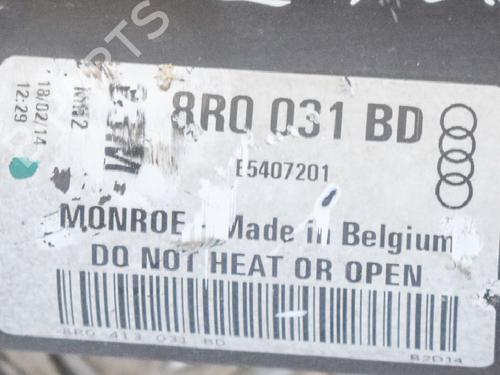 18/02/14
12:29
8R0 031 BD
E5407201
MONROE - Made in Belgium
DO NOT HEAT OR OPEN
8R0 413 031 BD
B2D14